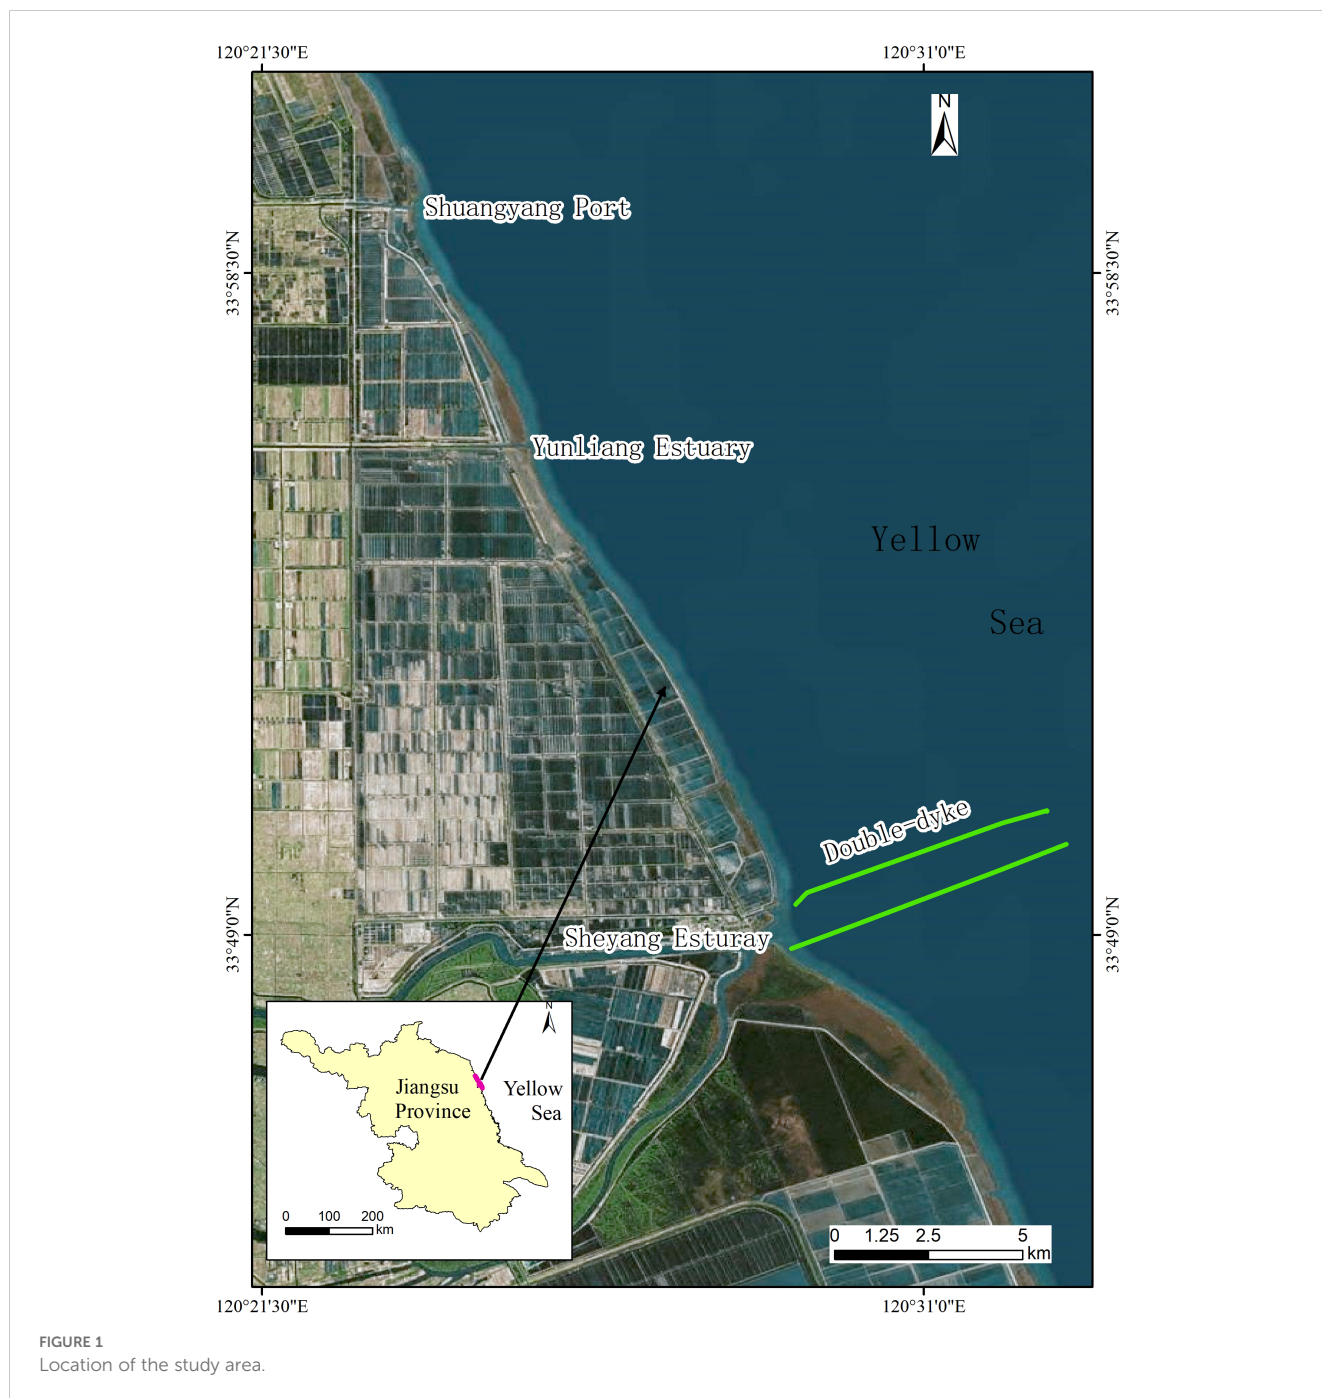 120°21'30"E
120°31'0"E
N
Shuangyang Port
33°58'30"N
33°58'30"N
Yunliang Estuary
Yellow
Sea
Double-dyke
33°49'0"N
33°49'0"N
Sheyang Esturay
N
Jiangsu
Province
Yellow
Sea
0 100 200
km
0 1.25 2.5 5
km
120°21'30"E
120°31'0"E
FIGURE 1
Location of the study area.